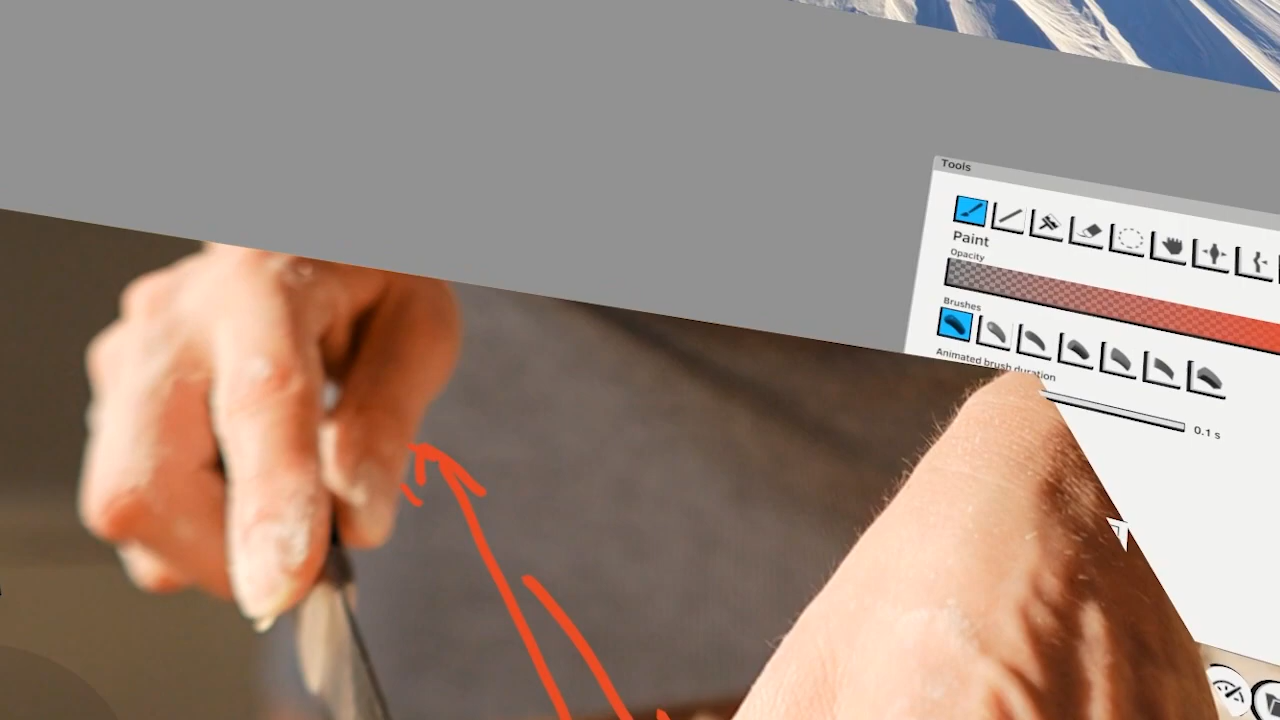 Tools
Paint
Opacity
Brushes
Animated brush duration
0.1 s